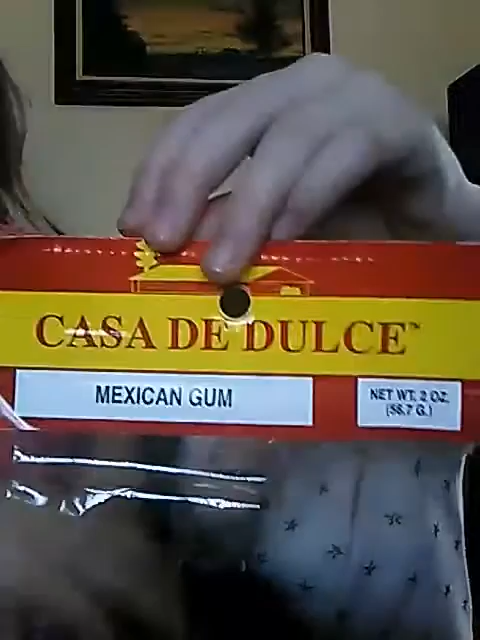 CASA DE DULCE™
MEXICAN GUM
NET WT. 2 OZ.
(56.7 G.)